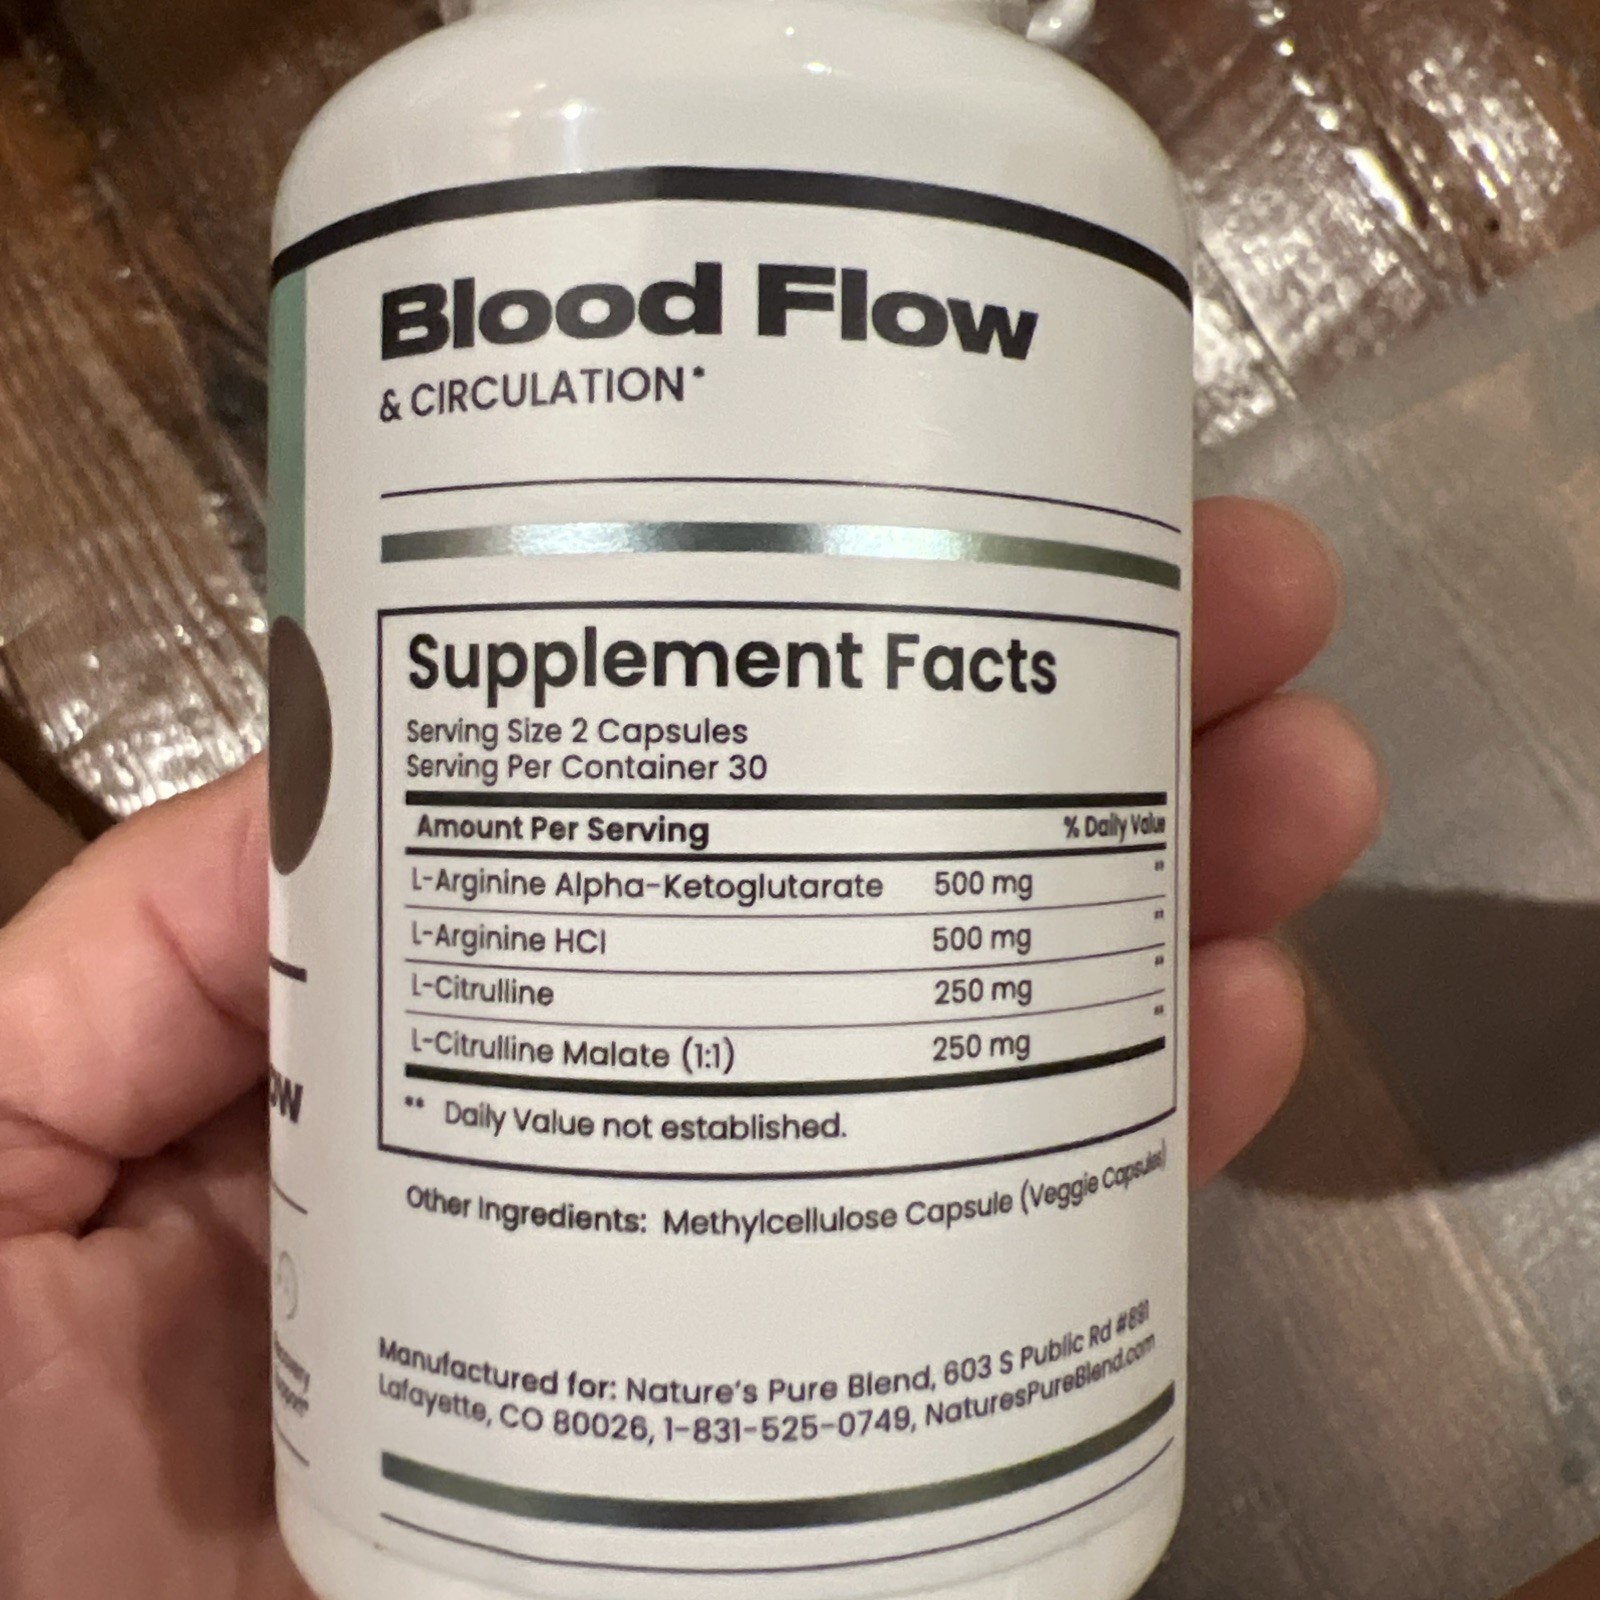 Blood Flow
& CIRCULATION*
Supplement Facts
Serving Size 2 Capsules
Serving Per Container 30
Amount Per Serving % Daily Value
L-Arginine Alpha-Ketoglutarate 500 mg **
L-Arginine HCl 500 mg **
L-Citrulline 250 mg **
L-Citrulline Malate (1:1) 250 mg **
** Daily Value not established.
Other Ingredients: Methylcellulose Capsule (Veggie Capsules)
Manufactured for: Nature's Pure Blend, 603 S Public Rd #891
Lafayette, CO 80026, 1-831-525-0749, NaturesPureBlend.com